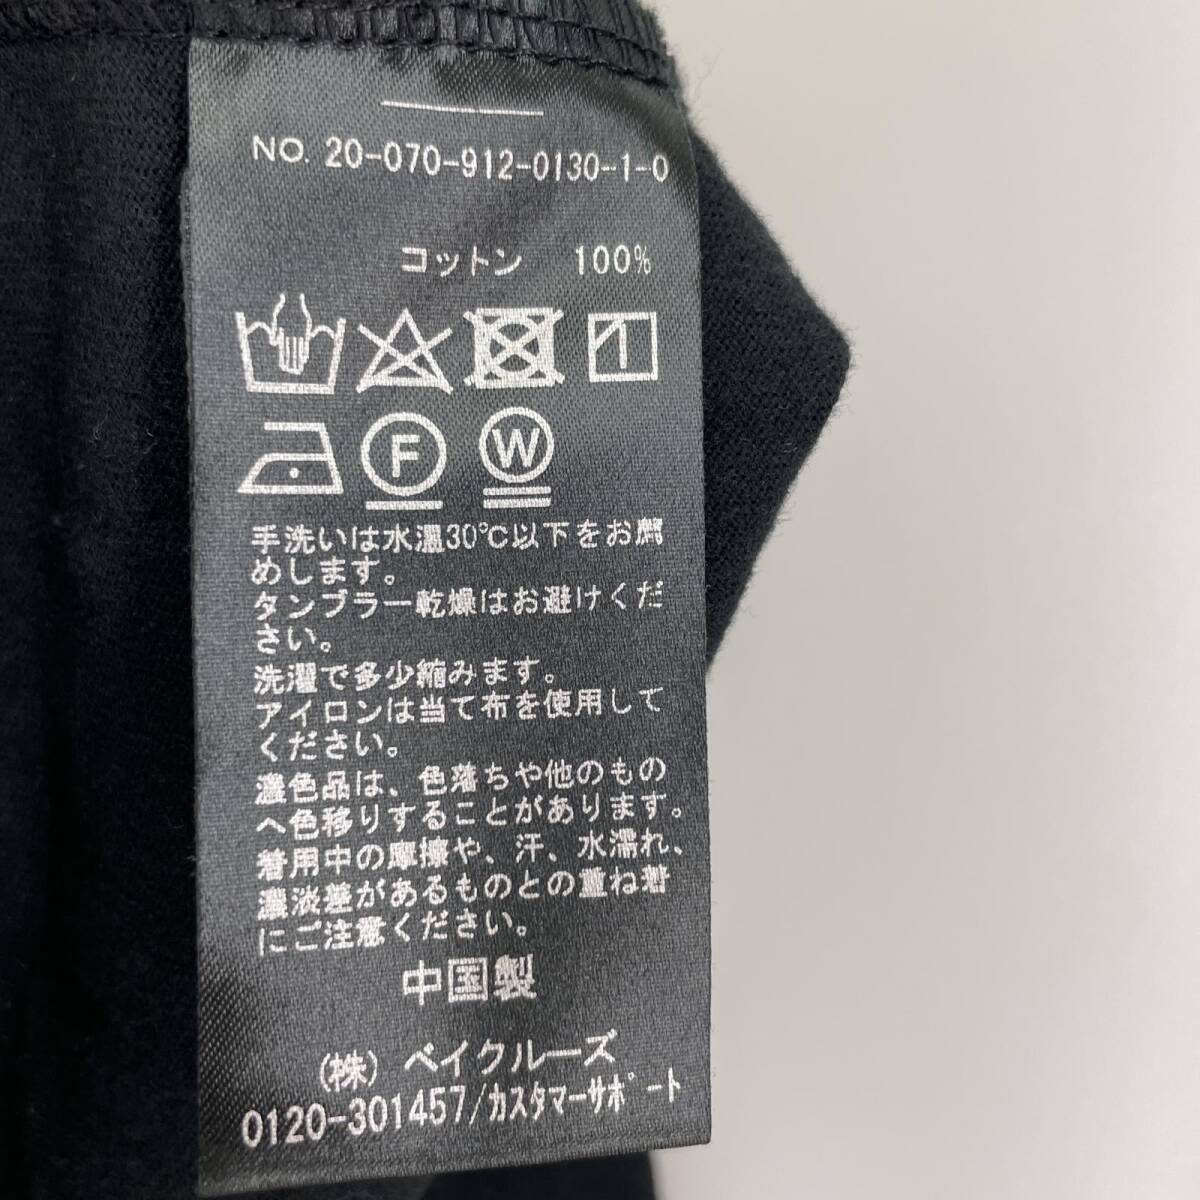 NO. 20-070-912-0130-1-0
コットン 100%
F W
手洗いは水温30℃以下をお薦
めします。
タンブラー乾燥はお避けくだ
さい。
洗濯で多少縮みます。
アイロンは当て布を使用して
ください。
濃色品は、色落ちや他のもの
へ色移りすることがあります。
着用中の摩擦や、汗、水濡れ、
濃淡差があるものとの重ね着
にご注意ください。
中国製
(株) ベイクルーズ
0120-301457/カスタマーサポート